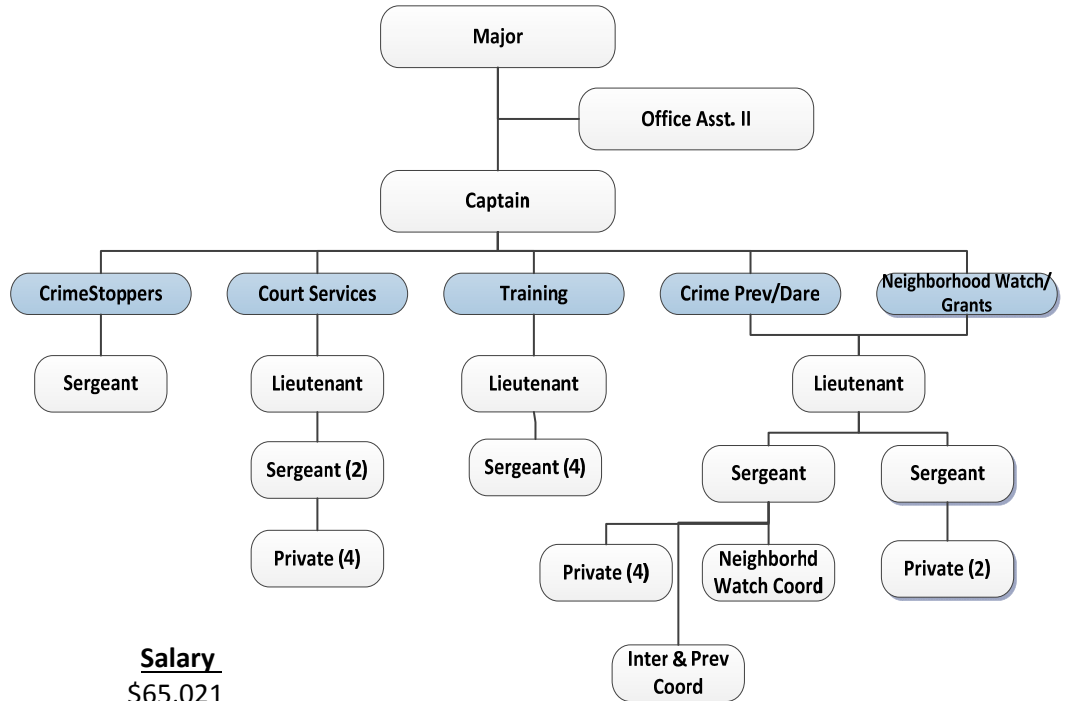 Major
Office Asst. II
Captain
CrimeStoppers
Court Services
Training
Crime Prev/Dare
Neighborhood Watch/
Grants
Sergeant
Lieutenant
Lieutenant
Lieutenant
Sergeant (2)
Sergeant (4)
Sergeant
Sergeant
Private (4)
Private (4)
Neighborhd
Watch Coord
Private (2)
Inter & Prev
Coord
Salary
$65,021